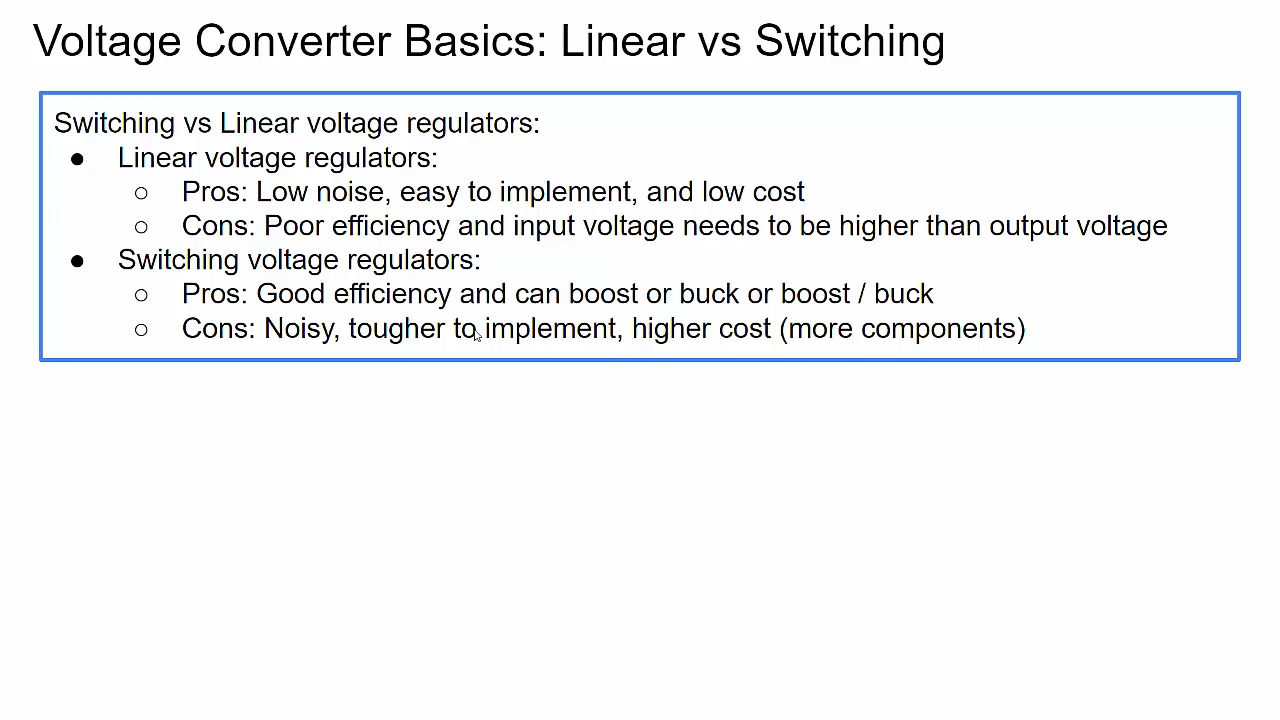 Voltage Converter Basics: Linear vs Switching
Switching vs Linear voltage regulators:
● Linear voltage regulators:
○ Pros: Low noise, easy to implement, and low cost
○ Cons: Poor efficiency and input voltage needs to be higher than output voltage
● Switching voltage regulators:
○ Pros: Good efficiency and can boost or buck or boost / buck
○ Cons: Noisy, tougher to implement, higher cost (more components)